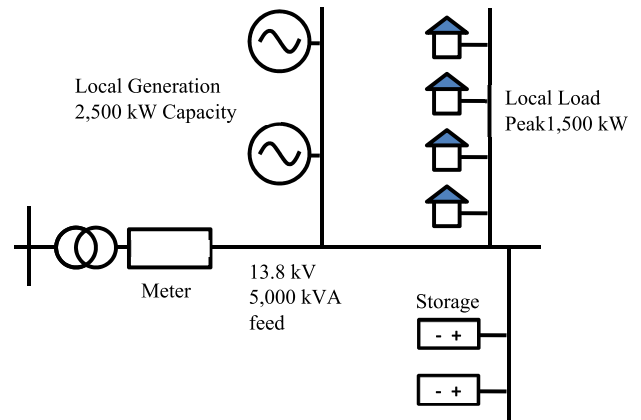 Local Generation
2,500 kW Capacity
Local Load
Peak1,500 kW
Meter
13.8 kV
5,000 kVA
feed
Storage
- +
- +